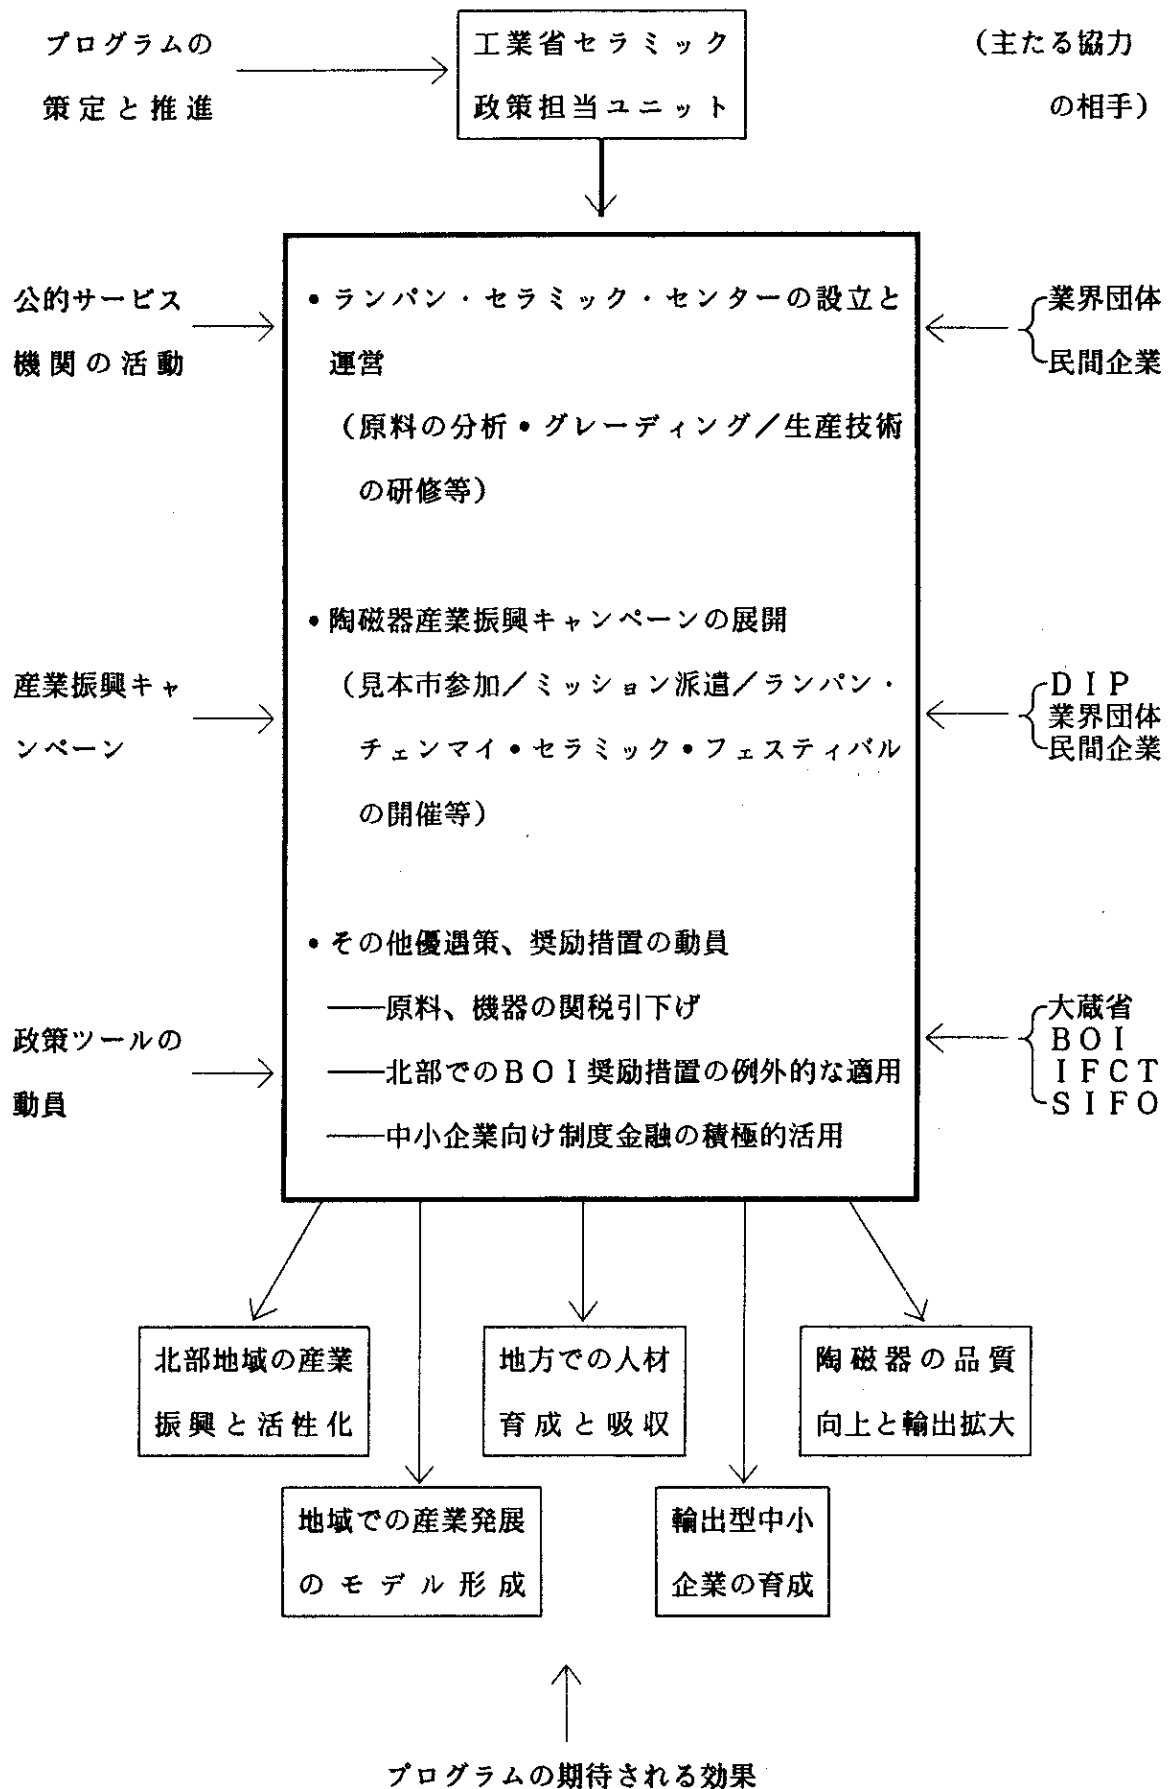 プログラムの
策定と推進
工業省セラミック
政策担当ユニット
（主たる協力
の相手）
公的サービス
機関の活動
・ランパン・セラミック・センターの設立と
運営
（原料の分析・グレーディング／生産技術
の研修等）
業界団体
民間企業
産業振興キャ
ンペーン
・陶磁器産業振興キャンペーンの展開
（見本市参加／ミッション派遣／ランパン・
チェンマイ・セラミック・フェスティバル
の開催等）
ＤＩＰ
業界団体
民間企業
政策ツールの
動員
・その他優遇策、奨励措置の動員
――原料、機器の関税引下げ
――北部でのＢＯＩ奨励措置の例外的な適用
――中小企業向け制度金融の積極的活用
大蔵省
ＢＯＩ
ＩＦＣＴ
ＳＩＦＯ
北部地域の産業
振興と活性化
地方での人材
育成と吸収
陶磁器の品質
向上と輸出拡大
地域での産業発展
のモデル形成
輸出型中小
企業の育成
プログラムの期待される効果